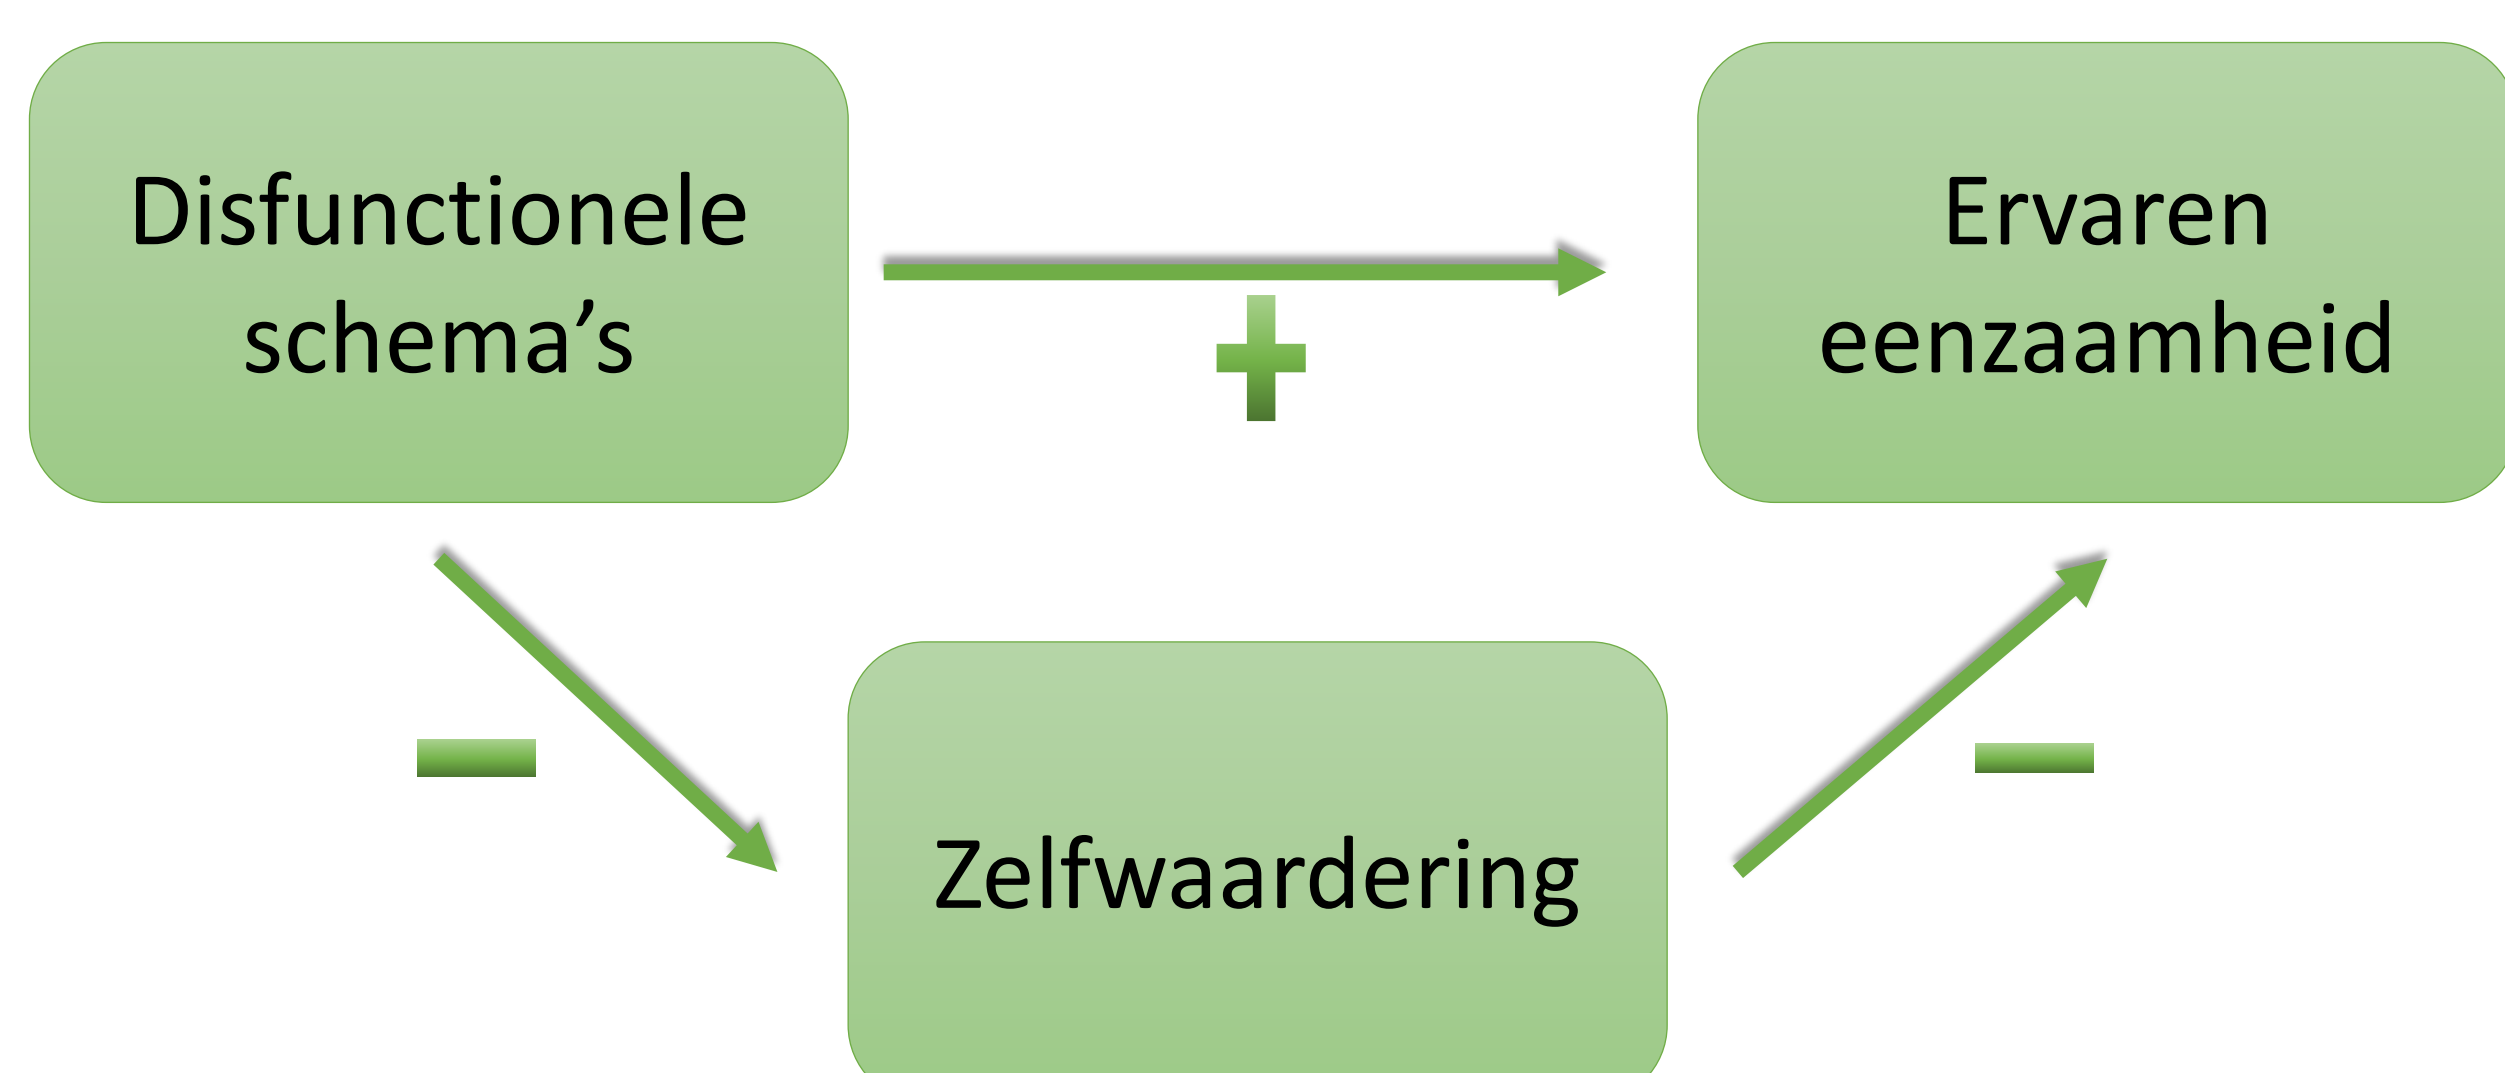 Disfunctionele
schema’s
Ervaren
eenzaamheid
Zelfwaardering